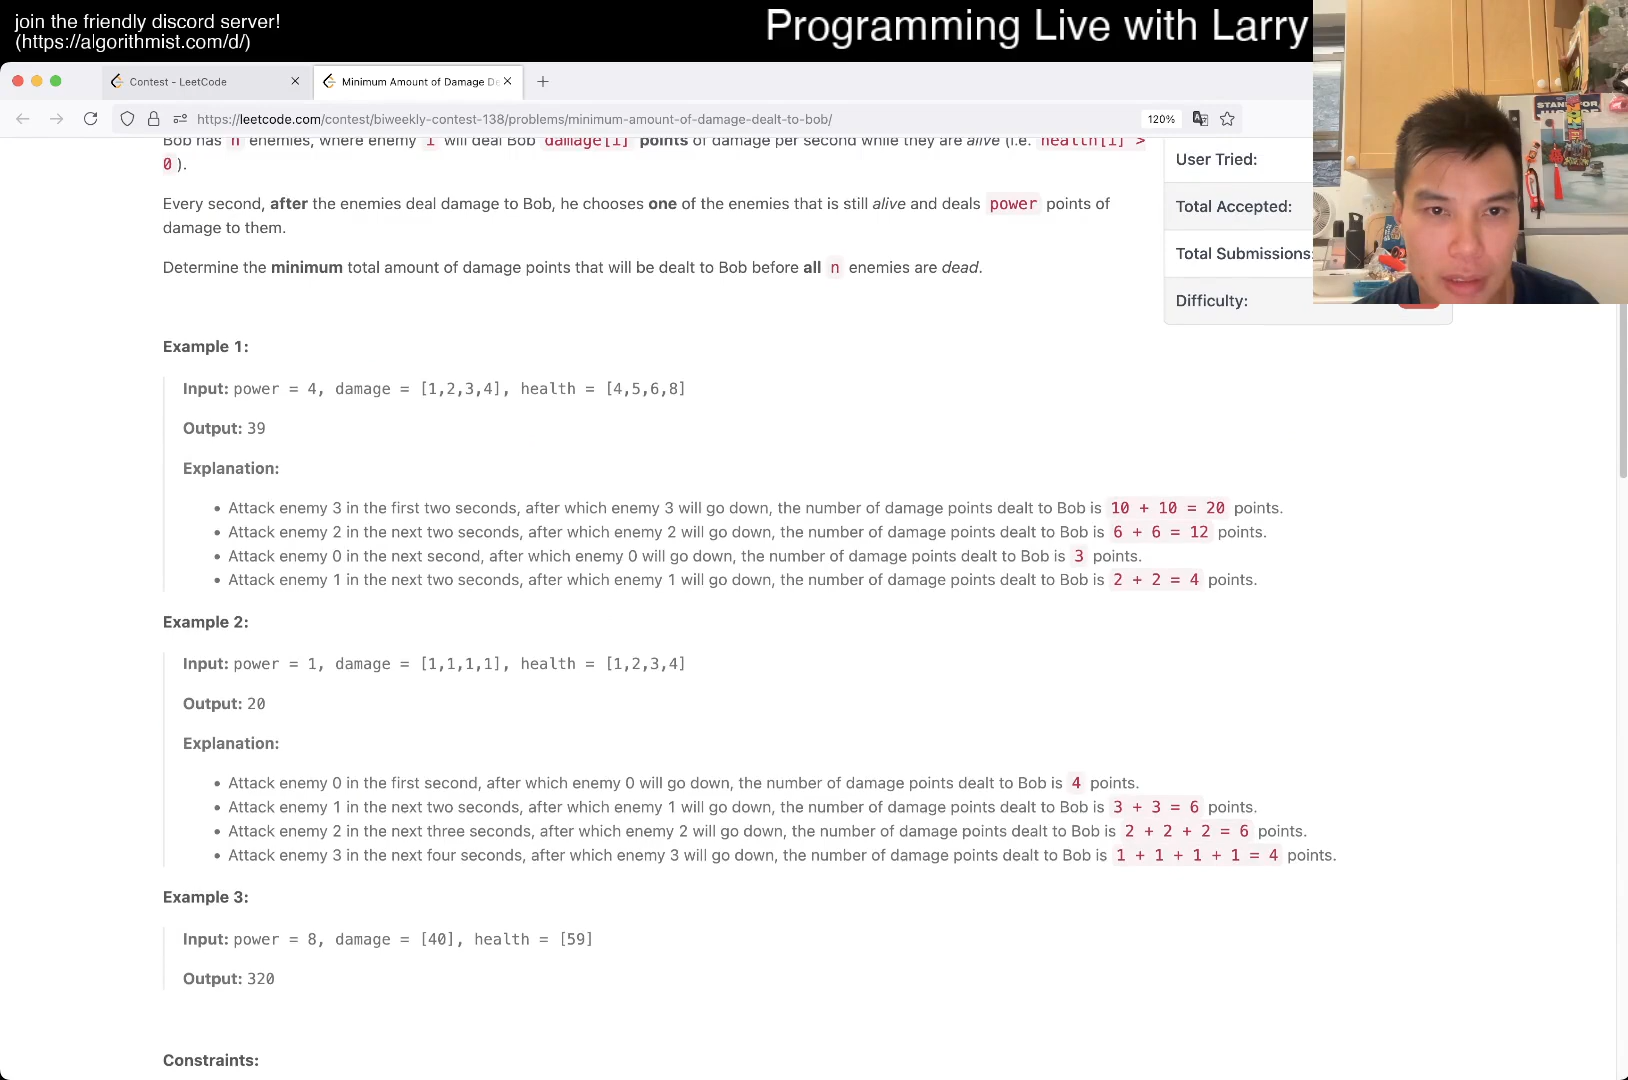 join the friendly discord server!
(https://algorithmist.com/d/)
Programming Live with Larry
Contest - LeetCode
Minimum Amount of Damage De
https://leetcode.com/contest/biweekly-contest-138/problems/minimum-amount-of-damage-dealt-to-bob/
120%
Bob has n enemies, where enemy i will deal Bob damage[i] points of damage per second while they are alive (i.e. health[i] >
0 ).
Every second, after the enemies deal damage to Bob, he chooses one of the enemies that is still alive and deals power points of
damage to them.
Determine the minimum total amount of damage points that will be dealt to Bob before all n enemies are dead.
User Tried:
Total Accepted:
Total Submissions:
Difficulty:
Example 1:
Input: power = 4, damage = [1,2,3,4], health = [4,5,6,8]
Output: 39
Explanation:
• Attack enemy 3 in the first two seconds, after which enemy 3 will go down, the number of damage points dealt to Bob is 10 + 10 = 20 points.
• Attack enemy 2 in the next two seconds, after which enemy 2 will go down, the number of damage points dealt to Bob is 6 + 6 = 12 points.
• Attack enemy 0 in the next second, after which enemy 0 will go down, the number of damage points dealt to Bob is 3 points.
• Attack enemy 1 in the next two seconds, after which enemy 1 will go down, the number of damage points dealt to Bob is 2 + 2 = 4 points.
Example 2:
Input: power = 1, damage = [1,1,1,1], health = [1,2,3,4]
Output: 20
Explanation:
• Attack enemy 0 in the first second, after which enemy 0 will go down, the number of damage points dealt to Bob is 4 points.
• Attack enemy 1 in the next two seconds, after which enemy 1 will go down, the number of damage points dealt to Bob is 3 + 3 = 6 points.
• Attack enemy 2 in the next three seconds, after which enemy 2 will go down, the number of damage points dealt to Bob is 2 + 2 + 2 = 6 points.
• Attack enemy 3 in the next four seconds, after which enemy 3 will go down, the number of damage points dealt to Bob is 1 + 1 + 1 + 1 = 4 points.
Example 3:
Input: power = 8, damage = [40], health = [59]
Output: 320
Constraints: